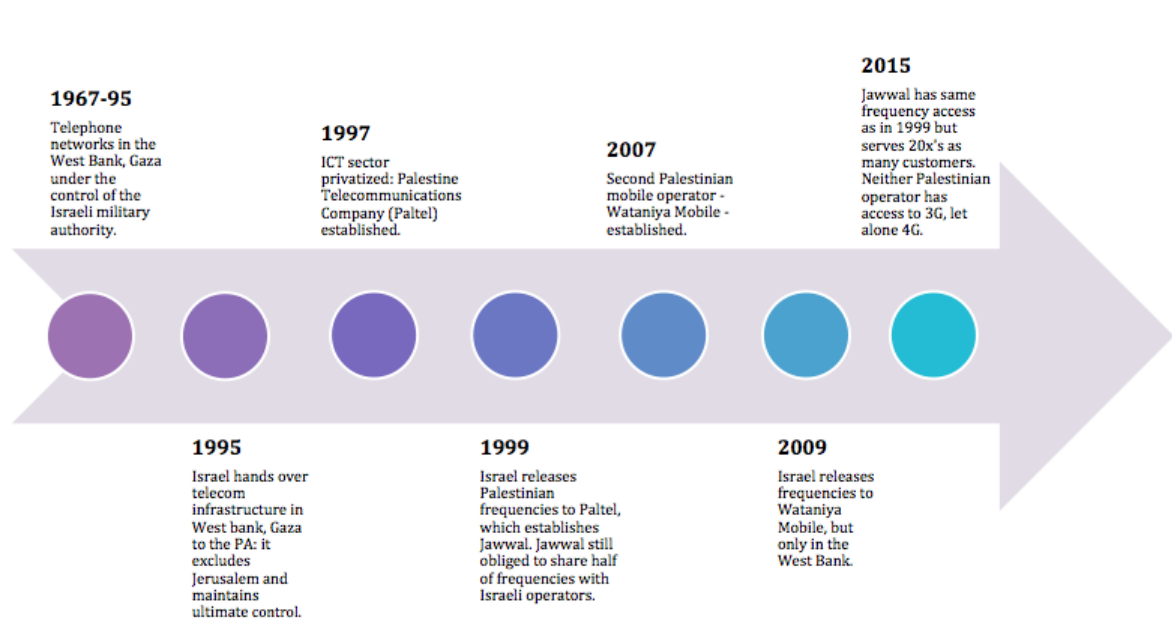 1967-95
Telephone
networks in the
West Bank, Gaza
under the
control of the
Israeli military
authority.
1995
Israel hands over
telecom
infrastructure in
West bank, Gaza
to the PA: it
excludes
Jerusalem and
maintains
ultimate control.
1997
ICT sector
privatized: Palestine
Telecommunications
Company (Paltel)
established.
1999
Israel releases
Palestinian
frequencies to Paltel,
which establishes
Jawwal. Jawwal still
obliged to share half
of frequencies with
Israeli operators.
2007
Second Palestinian
mobile operator -
Wataniya Mobile -
established.
2009
Israel releases
frequencies to
Wataniya
Mobile, but
only in the
West Bank.
2015
Jawwal has same
frequency access
as in 1999 but
serves 20x's as
many customers.
Neither Palestinian
operator has
access to 3G, let
alone 4G.